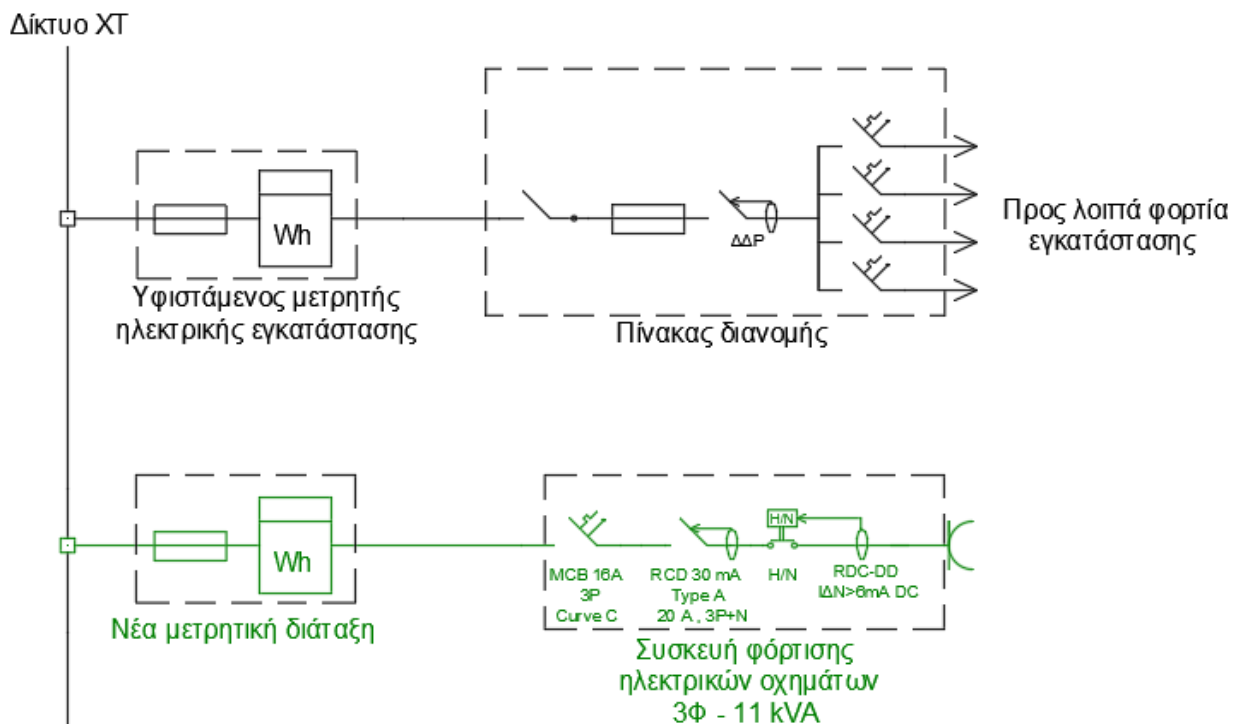 Δίκτυο ΧΤ
Wh
Υφιστάμενος μετρητής
ηλεκτρικής εγκατάστασης
ΔΔΡ
Πίνακας διανομής
Προς λοιπά φορτία
εγκατάστασης
Wh
Νέα μετρητική διάταξη
MCB 16A
3P
Curve C
RCD 30 mA
Type A
20 A , 3P+N
H/N
H/N
RDC-DD
IΔN>6mA DC
Συσκευή φόρτισης
ηλεκτρικών οχημάτων
3Φ - 11 kVA